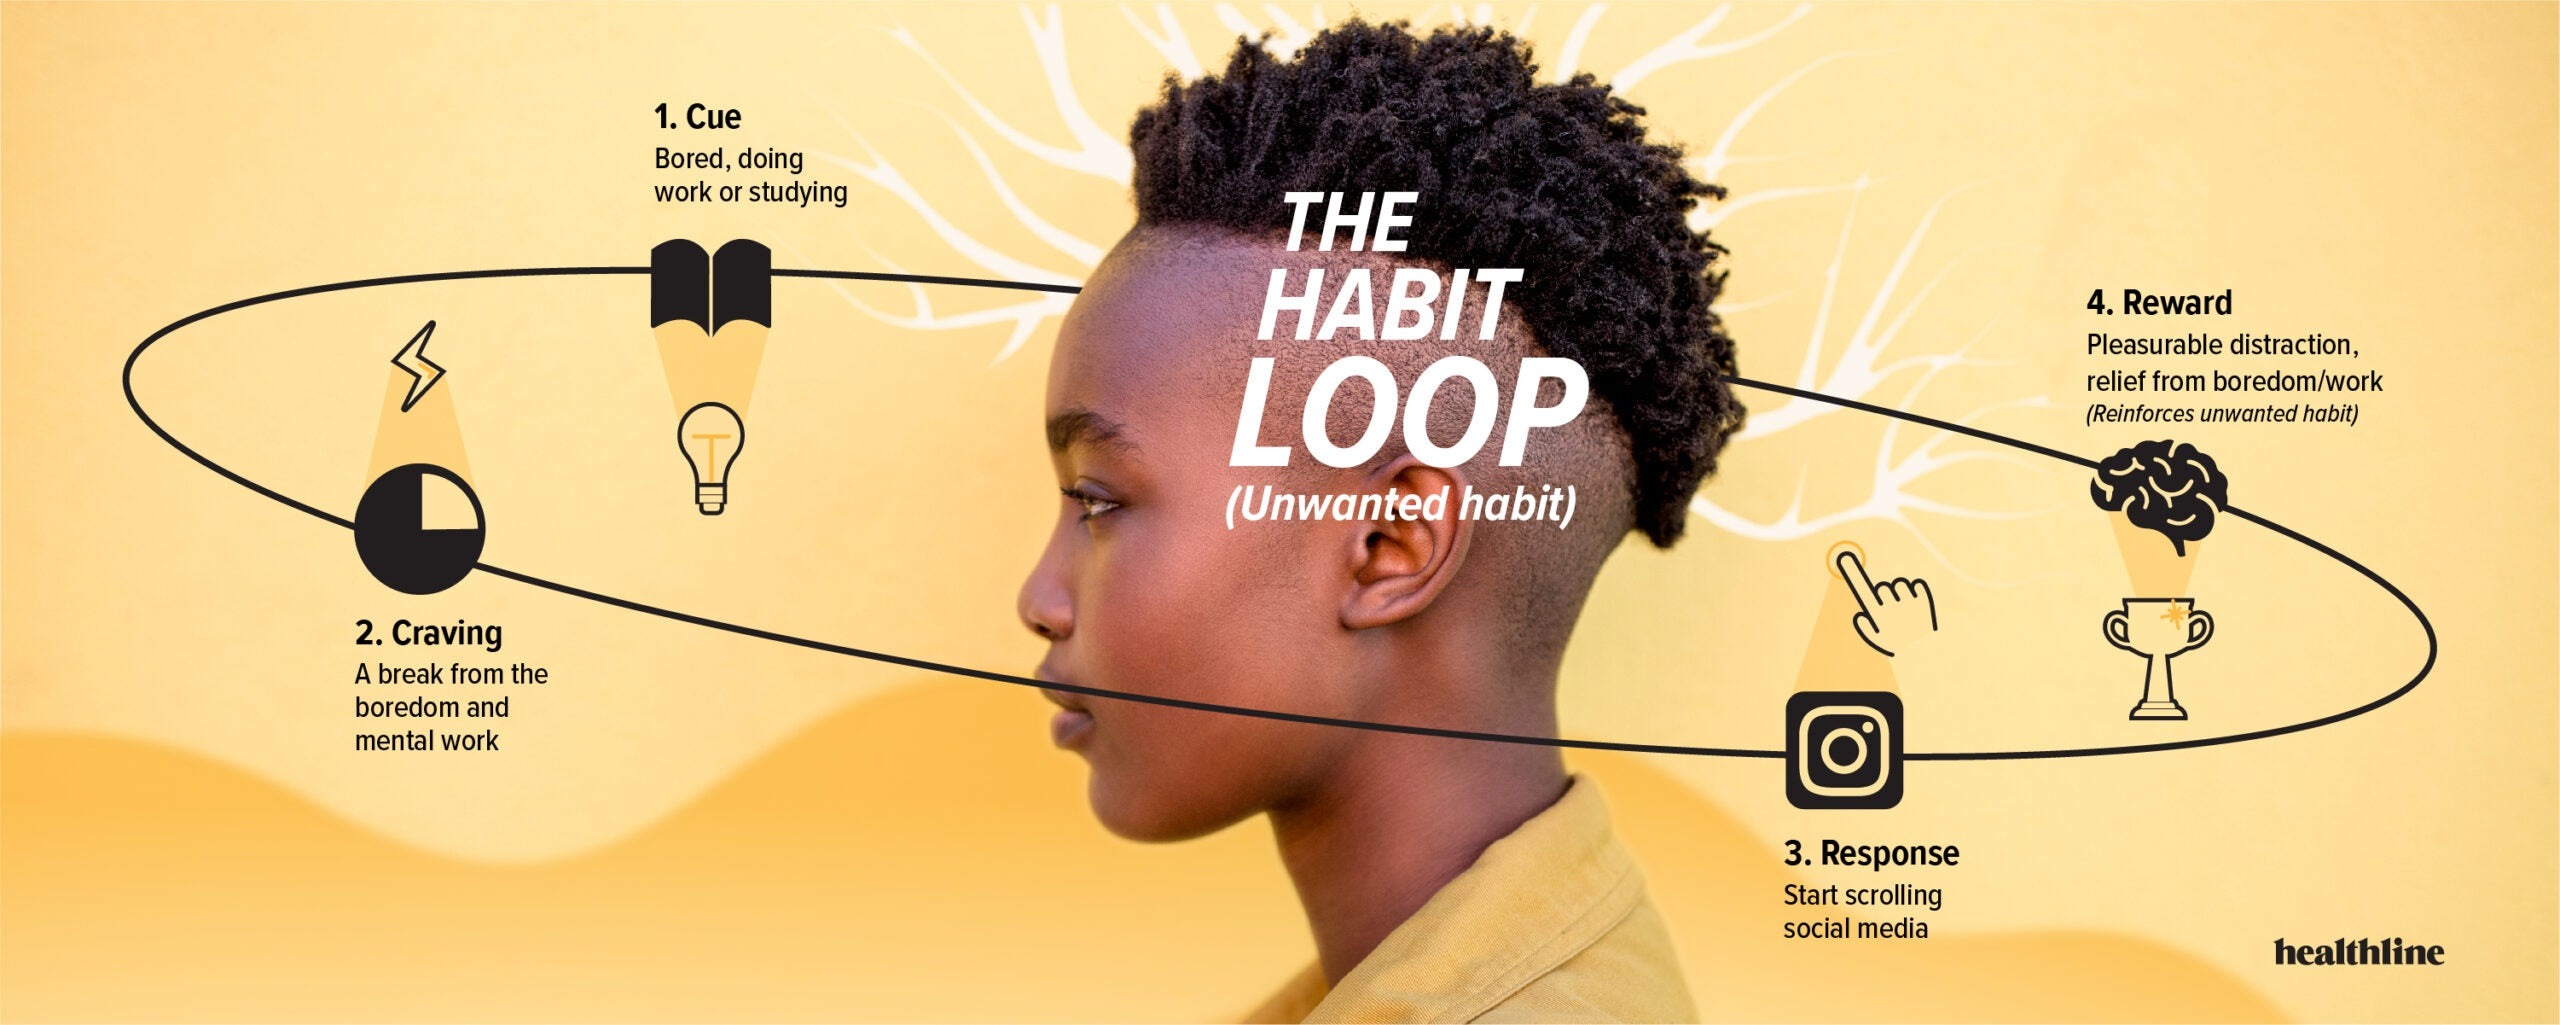 THE
HABIT
LOOP
(Unwanted habit)
1. Cue
Bored, doing
work or studying
2. Craving
A break from the
boredom and
mental work
3. Response
Start scrolling
social media
4. Reward
Pleasurable distraction,
relief from boredom/work
(Reinforces unwanted habit)
healthline